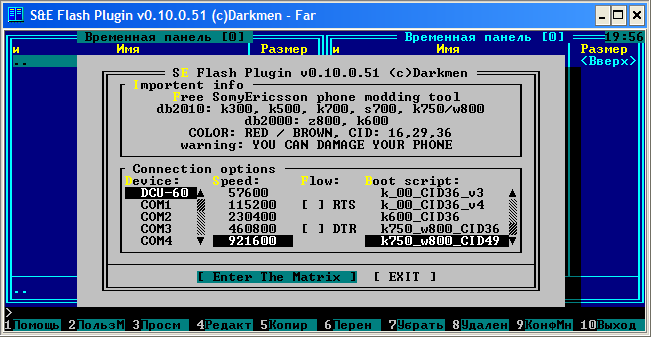 S&E Flash Plugin v0.10.0.51 (c)Darkmen - Far
Временная панель [0] Временная панель [0] 19:56
и Имя Размер и Имя Размер
.. <Вверх>
SE Flash Plugin v0.10.0.51 (c)Darkmen
Importent info
Free SomyEricsson phone modding tool
db2010: k300, k500, k700, s700, k750/w800
db2000: z800, k600
COLOR: RED / BROWN, CID: 16,29,36
warning: YOU CAN DAMAGE YOUR PHONE
Connection options
Device: Speed: Flow: Boot script:
DCU-60 57600 k_00_CID36_v3
COM1 115200 [ ] RTS k_00_CID36_v4
COM2 230400 k600_CID36
COM3 460800 [ ] DTR k750_w800_CID36
COM4 921600 k750_w800_CID49
[ Enter The Matrix ] [ EXIT ]
..
>
1Помощь 2ПользМ 3Просм 4Редакт 5Копир 6Перен 7Убрать 8Удален 9КонфМн 10Выход